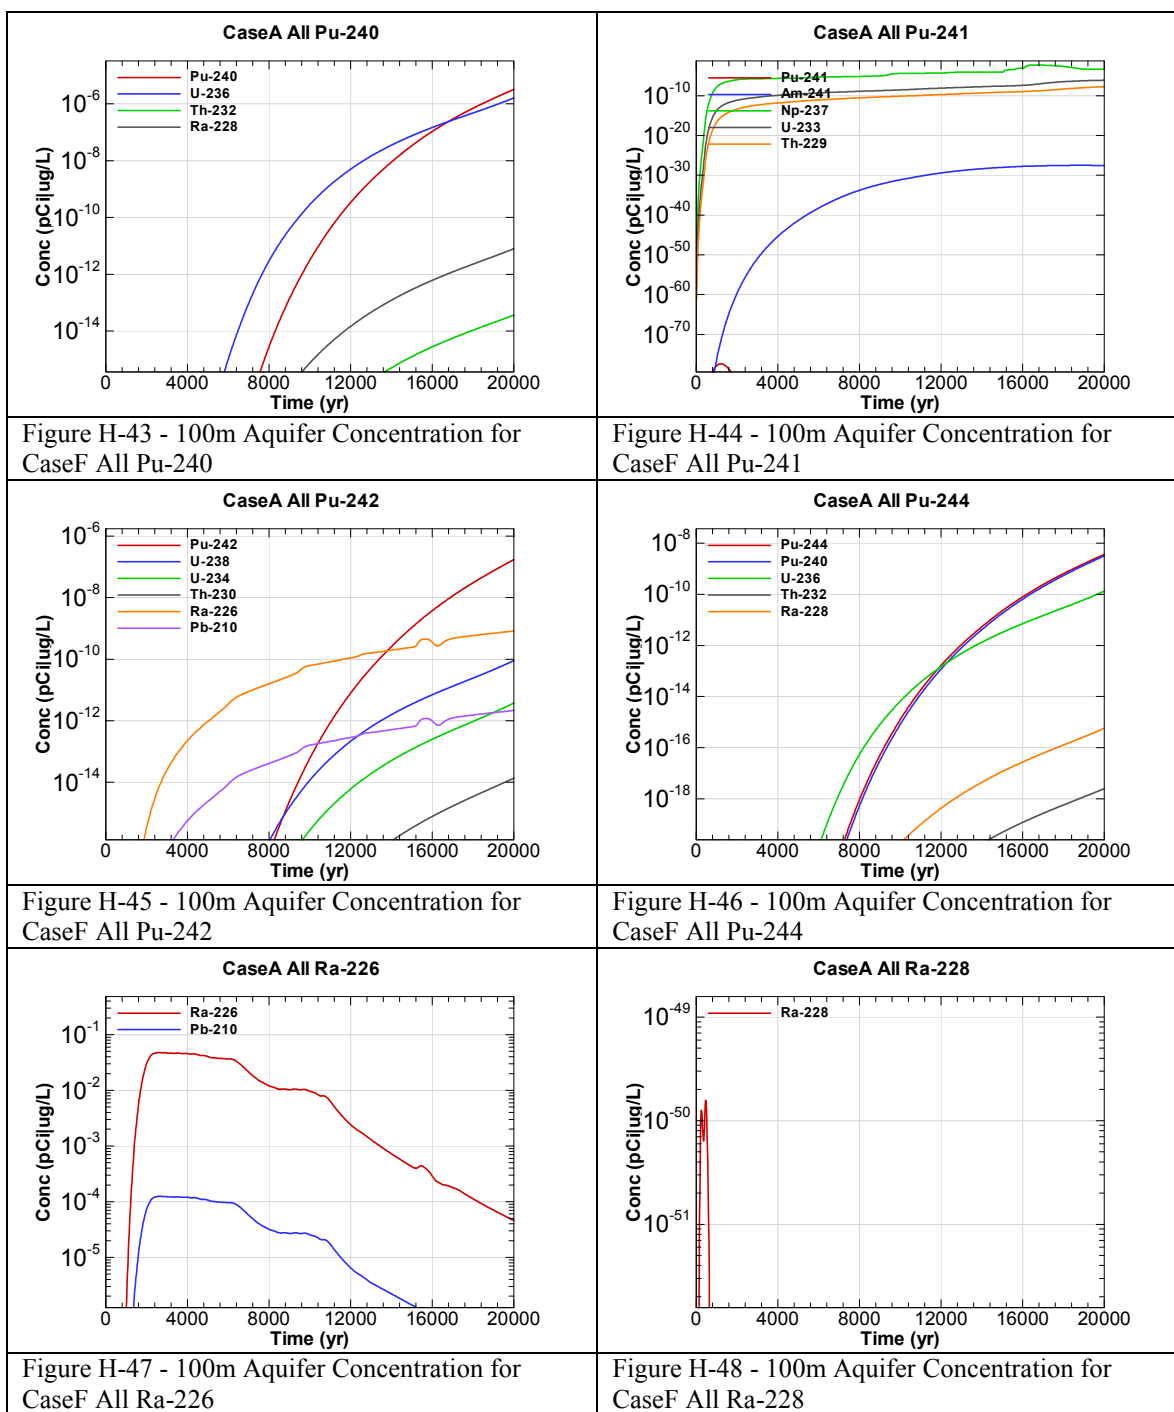 CaseA All Pu-240
Pu-240
U-236
Th-232
Ra-228
Conc (pCi|ug/L)
10-6
10-8
10-10
10-12
10-14
0 4000 8000 12000 16000 20000
Time (yr)
Figure H-43 - 100m Aquifer Concentration for
CaseF All Pu-240
CaseA All Pu-241
Pu-241
Am-241
Np-237
U-233
Th-229
Conc (pCi|ug/L)
10-10
10-20
10-30
10-40
10-50
10-60
10-70
0 4000 8000 12000 16000 20000
Time (yr)
Figure H-44 - 100m Aquifer Concentration for
CaseF All Pu-241
CaseA All Pu-242
Pu-242
U-238
U-234
Th-230
Ra-226
Pb-210
Conc (pCi|ug/L)
10-6
10-8
10-10
10-12
10-14
0 4000 8000 12000 16000 20000
Time (yr)
Figure H-45 - 100m Aquifer Concentration for
CaseF All Pu-242
CaseA All Pu-244
Pu-244
Pu-240
U-236
Th-232
Ra-228
Conc (pCi|ug/L)
10-8
10-10
10-12
10-14
10-16
10-18
0 4000 8000 12000 16000 20000
Time (yr)
Figure H-46 - 100m Aquifer Concentration for
CaseF All Pu-244
CaseA All Ra-226
Ra-226
Pb-210
Conc (pCi|ug/L)
10-1
10-2
10-3
10-4
10-5
0 4000 8000 12000 16000 20000
Time (yr)
Figure H-47 - 100m Aquifer Concentration for
CaseF All Ra-226
CaseA All Ra-228
Ra-228
Conc (pCi|ug/L)
10-49
10-50
10-51
0 4000 8000 12000 16000 20000
Time (yr)
Figure H-48 - 100m Aquifer Concentration for
CaseF All Ra-228